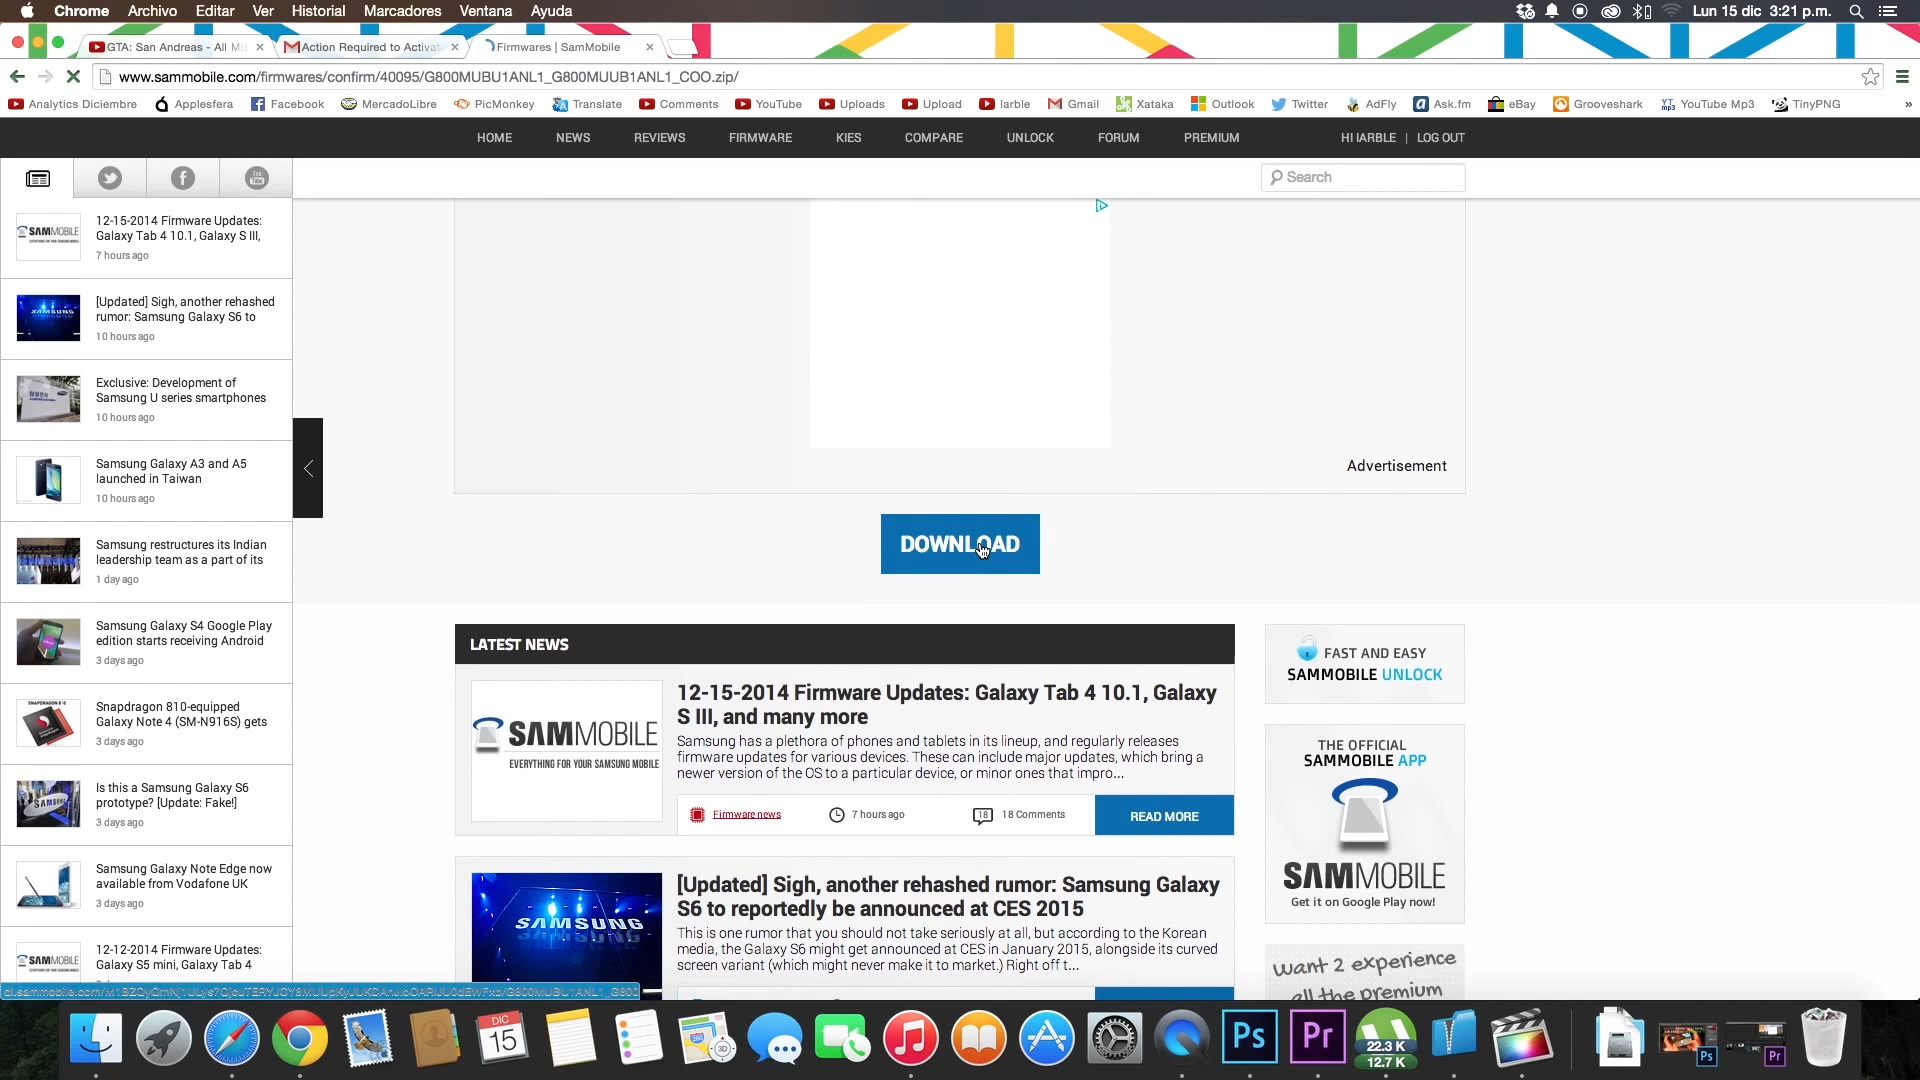 Chrome Archivo Editar Ver Historial Marcadores Ventana Ayuda
Lun 15 dic 3:21 p.m.
GTA: San Andreas - All Mis
Action Required to Activat
Firmwares | SamMobile
www.sammobile.com/firmwares/confirm/40095/G800MUBU1ANL1_G800MUUB1ANL1_COO.zip/
Analytics Diciembre Applesfera Facebook MercadoLibre PicMonkey Translate Comments YouTube Uploads Upload larble Gmail Xataka Outlook Twitter AdFly Ask.fm eBay Grooveshark YouTube Mp3 TinyPNG »
HOME NEWS REVIEWS FIRMWARE KIES COMPARE UNLOCK FORUM PREMIUM HI IARBLE | LOG OUT
Search
12-15-2014 Firmware Updates:
Galaxy Tab 4 10.1, Galaxy S III,
7 hours ago
[Updated] Sigh, another rehashed
rumor: Samsung Galaxy S6 to
10 hours ago
Exclusive: Development of
Samsung U series smartphones
10 hours ago
Samsung Galaxy A3 and A5
launched in Taiwan
10 hours ago
Samsung restructures its Indian
leadership team as a part of its
1 day ago
Samsung Galaxy S4 Google Play
edition starts receiving Android
3 days ago
Snapdragon 810-equipped
Galaxy Note 4 (SM-N916S) gets
3 days ago
Is this a Samsung Galaxy S6
prototype? [Update: Fake!]
3 days ago
Samsung Galaxy Note Edge now
available from Vodafone UK
3 days ago
12-12-2014 Firmware Updates:
Galaxy S5 mini, Galaxy Tab 4
Advertisement
DOWNLOAD
LATEST NEWS
SAMMOBILE
EVERYTHING FOR YOUR SAMSUNG MOBILE
12-15-2014 Firmware Updates: Galaxy Tab 4 10.1, Galaxy
S III, and many more
Samsung has a plethora of phones and tablets in its lineup, and regularly releases
firmware updates for various devices. These can include major updates, which bring a
newer version of the OS to a particular device, or minor ones that impro...
Firmware news 7 hours ago 18 18 Comments READ MORE
SAMSUNG
[Updated] Sigh, another rehashed rumor: Samsung Galaxy
S6 to reportedly be announced at CES 2015
This is one rumor that you should not take seriously at all, but according to the Korean
media, the Galaxy S6 might get announced at CES in January 2015, alongside its curved
screen variant (which might never make it to market.) Right off t...
FAST AND EASY
SAMMOBILE UNLOCK
THE OFFICIAL
SAMMOBILE APP
SAMMOBILE
Get it on Google Play now!
want 2 experience
all the premium
DIC
15
Ps
Pr
22.3 K
12.7 K
Ps
Pr